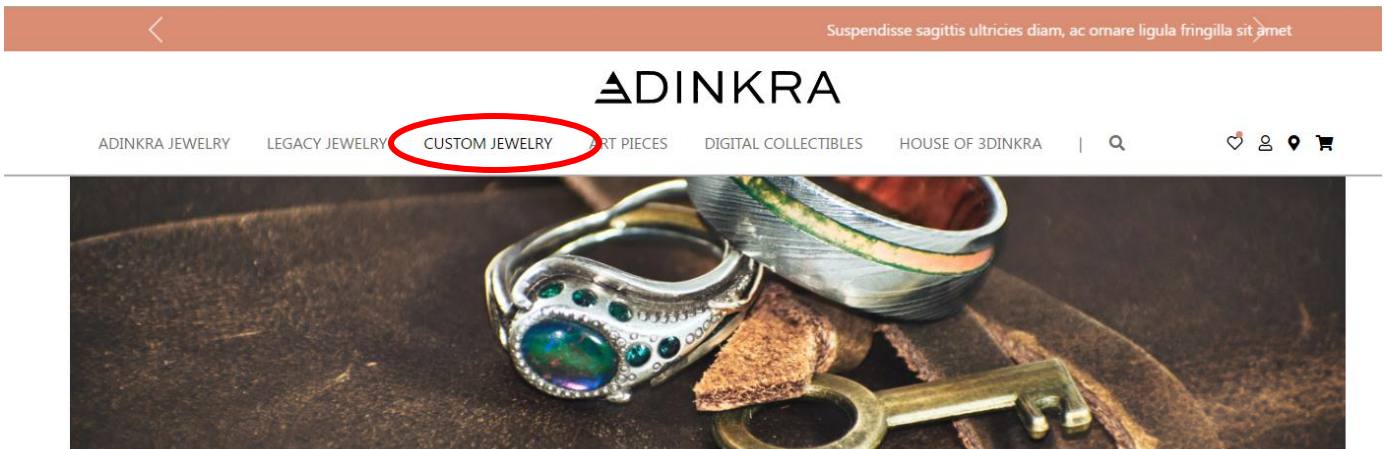 Suspendisse sagittis ultricies diam, ac ornare ligula fringilla sit amet
ADINKRA
ADINKRA JEWELRY LEGACY JEWELRY CUSTOM JEWELRY ART PIECES DIGITAL COLLECTIBLES HOUSE OF 3DINKRA |